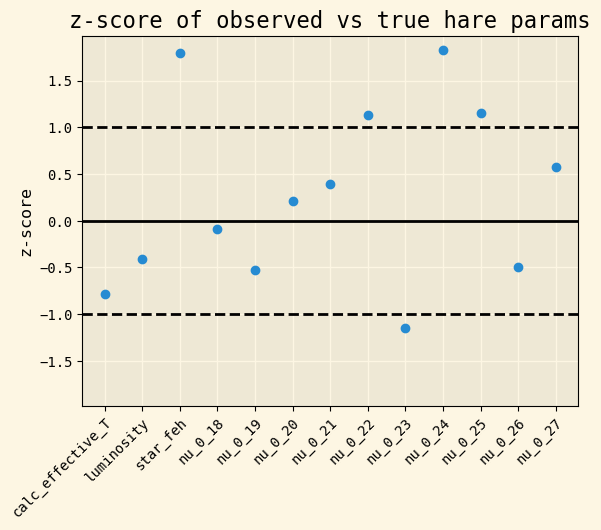 z-score of observed vs true hare params
z-score
1.5
1.0
0.5
0.0
−0.5
−1.0
−1.5
calc_effective_T
luminosity
star_feh
nu_0_18
nu_0_19
nu_0_20
nu_0_21
nu_0_22
nu_0_23
nu_0_24
nu_0_25
nu_0_26
nu_0_27